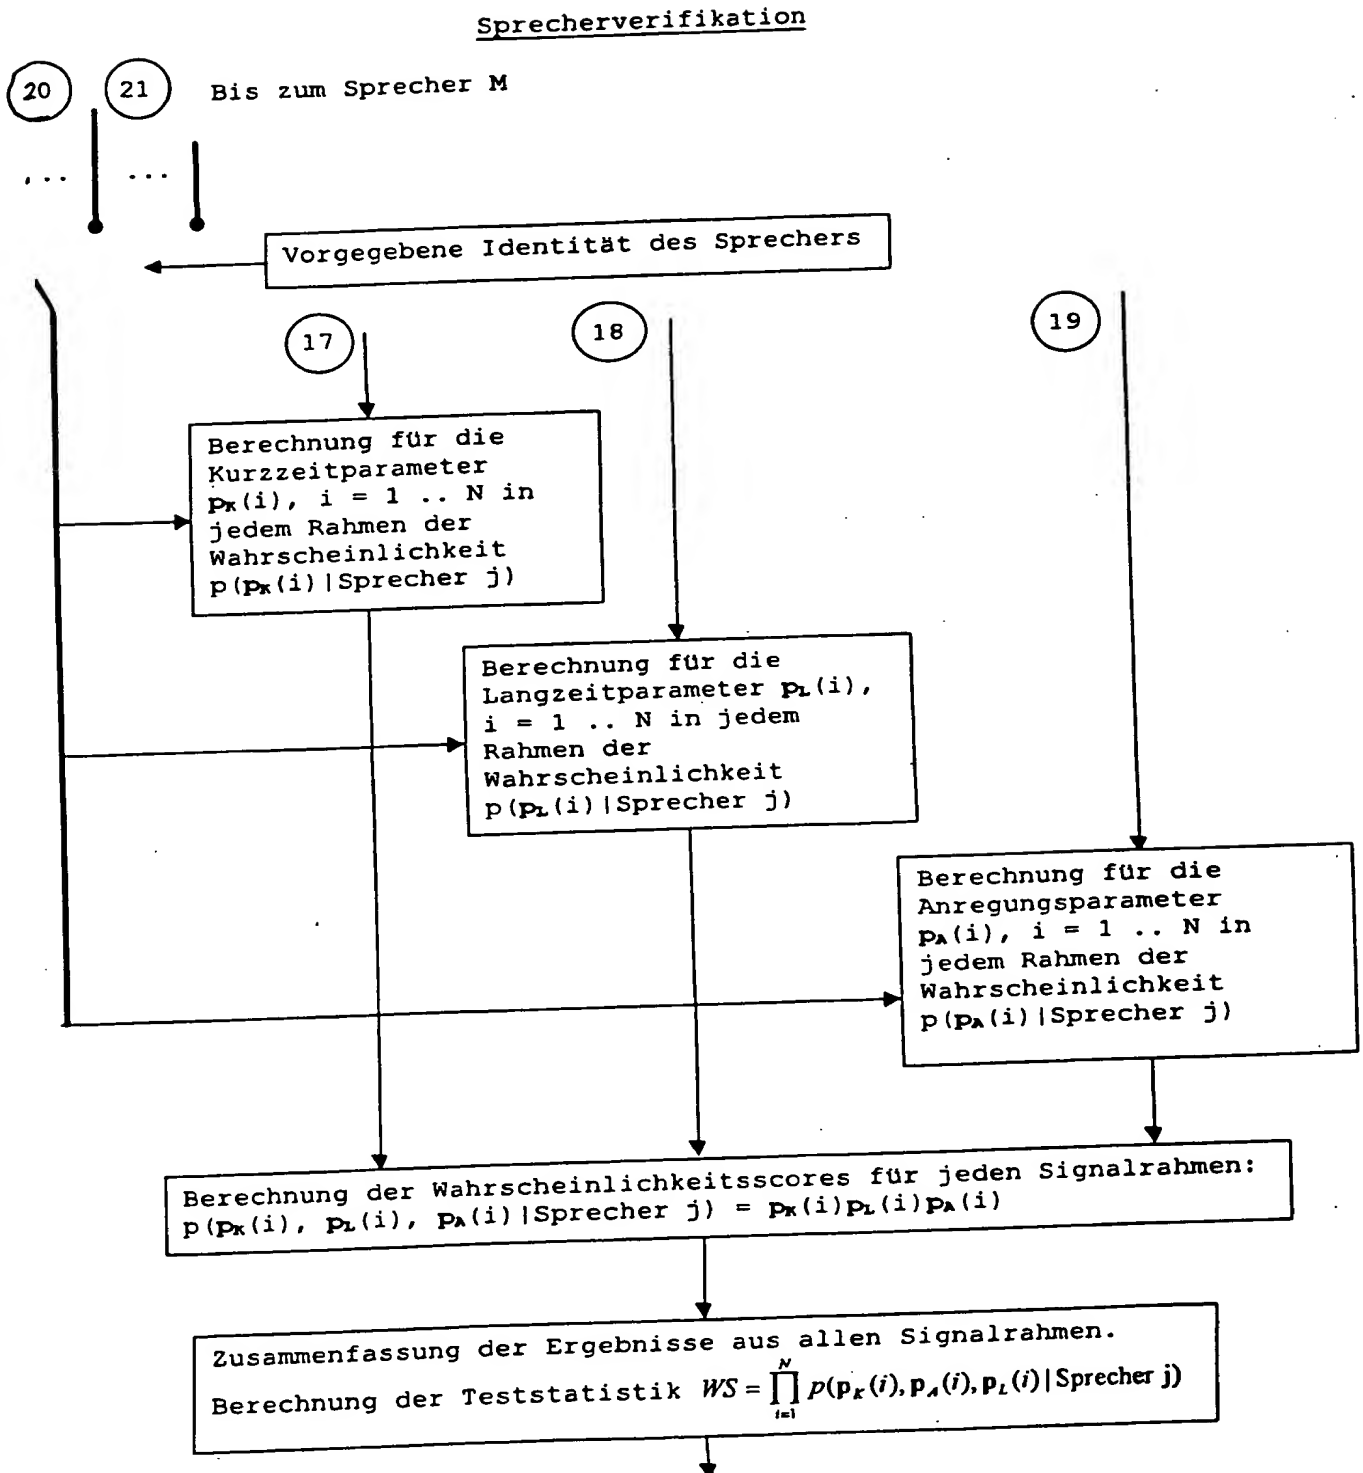 Sprecherverifikation
20 21 Bis zum Sprecher M
... ...
Vorgegebene Identität des Sprechers
17
18
19
Berechnung für die
Kurzzeitparameter
pK(i), i = 1 .. N in
jedem Rahmen der
Wahrscheinlichkeit
p(pK(i)|Sprecher j)
Berechnung für die
Langzeitparameter pL(i),
i = 1 .. N in jedem
Rahmen der
Wahrscheinlichkeit
p(pL(i)|Sprecher j)
Berechnung für die
Anregungsparameter
pA(i), i = 1 .. N in
jedem Rahmen der
Wahrscheinlichkeit
p(pA(i)|Sprecher j)
Berechnung der Wahrscheinlichkeitsscores für jeden Signalrahmen:
p(pK(i), pL(i), pA(i)|Sprecher j) = pK(i)pL(i)pA(i)
Zusammenfassung der Ergebnisse aus allen Signalrahmen.
Berechnung der Teststatistik WS = ∏_{i=1}^{N} p(pK(i), pA(i), pL(i) | Sprecher j)